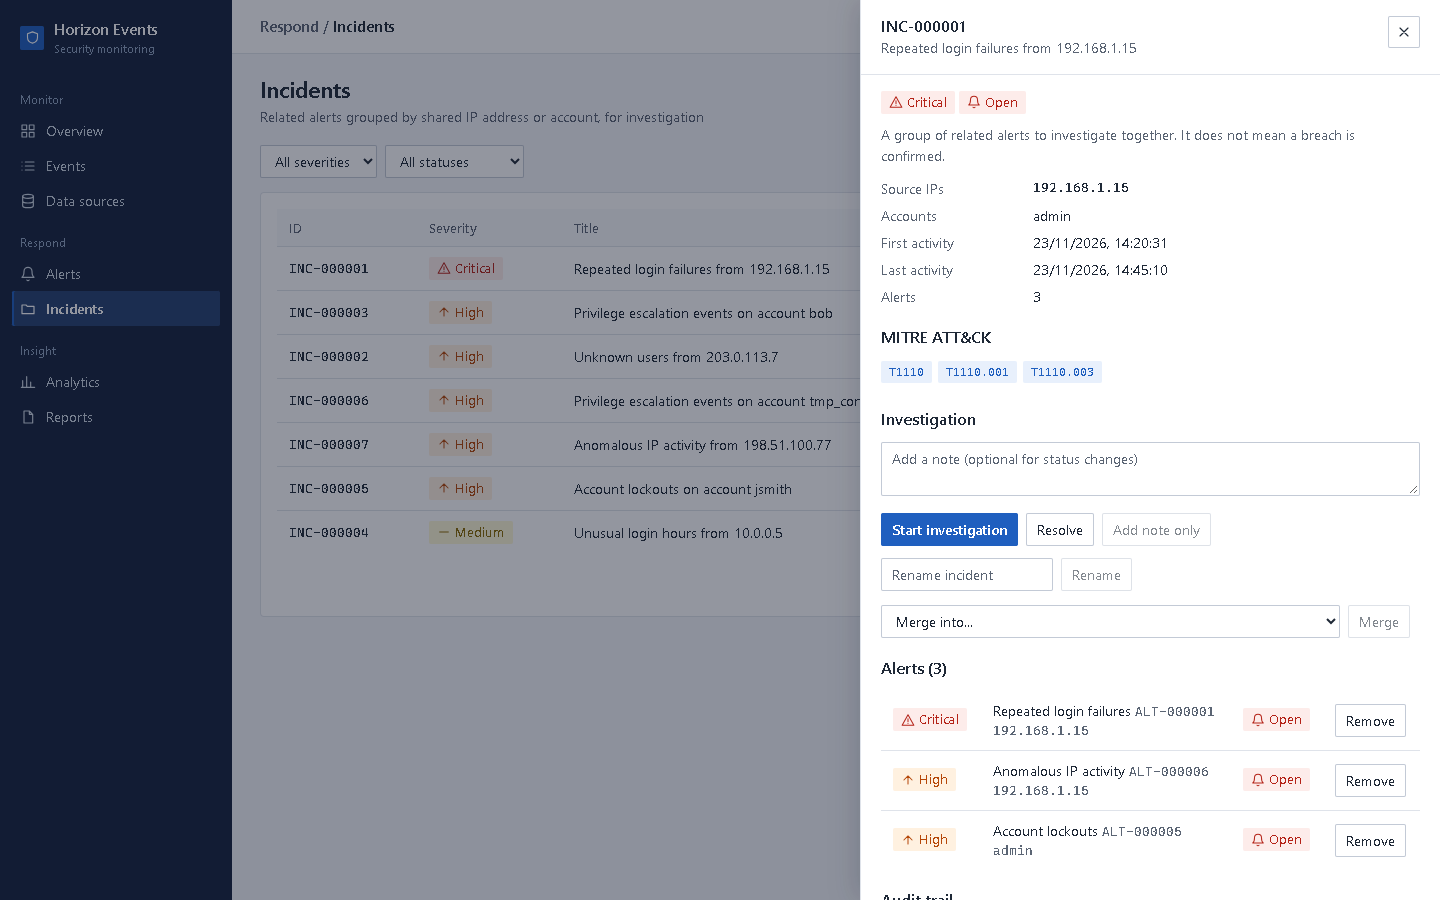 Horizon Events
Security monitoring
Monitor
Overview
Events
Data sources
Respond
Alerts
Incidents
Insight
Analytics
Reports
Respond / Incidents
Incidents
Related alerts grouped by shared IP address or account, for investigation
All severities All statuses
ID Severity Title
INC-000001 Critical Repeated login failures from 192.168.1.15
INC-000003 High Privilege escalation events on account bob
INC-000002 High Unknown users from 203.0.113.7
INC-000006 High Privilege escalation events on account
INC-000007 High Anomalous IP activity from 198.51.100.77
INC-000005 High Account lockouts on account jsmith
INC-000004 Medium Unusual login hours from 10.0.0.5
INC-000001
Repeated login failures from 192.168.1.15
Critical Open
A group of related alerts to investigate together. It does not mean a breach is
confirmed.
Source IPs 192.168.1.15
Accounts admin
First activity 23/11/2026, 14:20:31
Last activity 23/11/2026, 14:45:10
Alerts 3
MITRE ATT&CK
T1110 T1110.001 T1110.003
Investigation
Add a note (optional for status changes)
Start investigation Resolve Add note only
Rename incident Rename
Merge into... Merge
Alerts (3)
Critical Repeated login failures ALT-000001 Open Remove
192.168.1.15
High Anomalous IP activity ALT-000006 Open Remove
192.168.1.15
High Account lockouts ALT-000005 Open Remove
admin
Audit trail